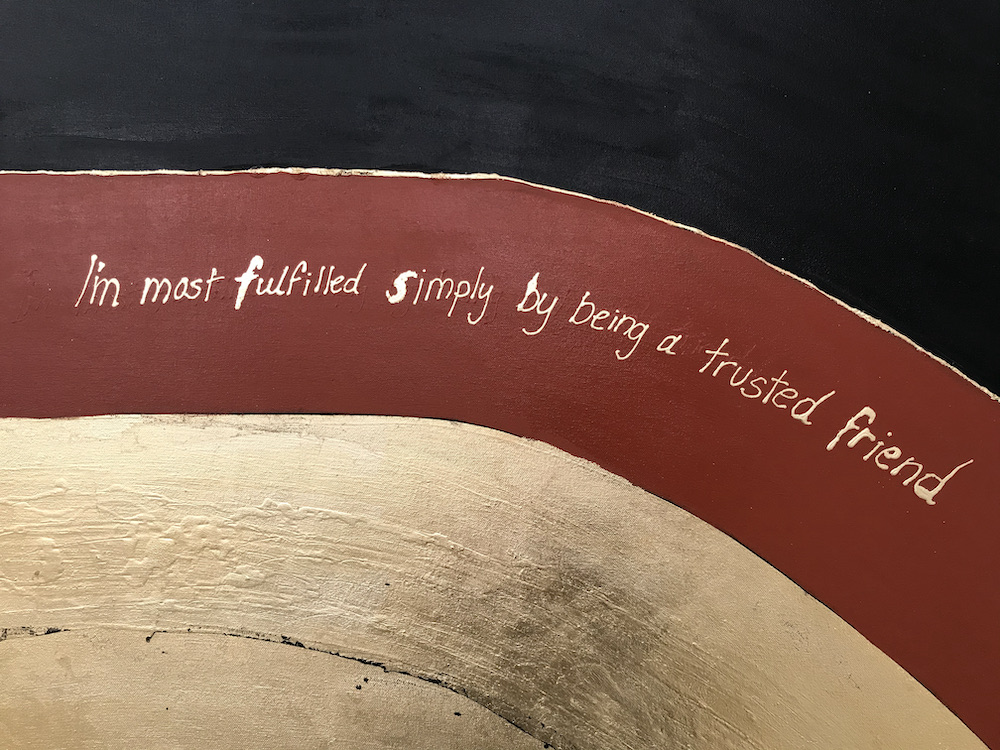 I'm most fulfilled simply by being a trusted friend